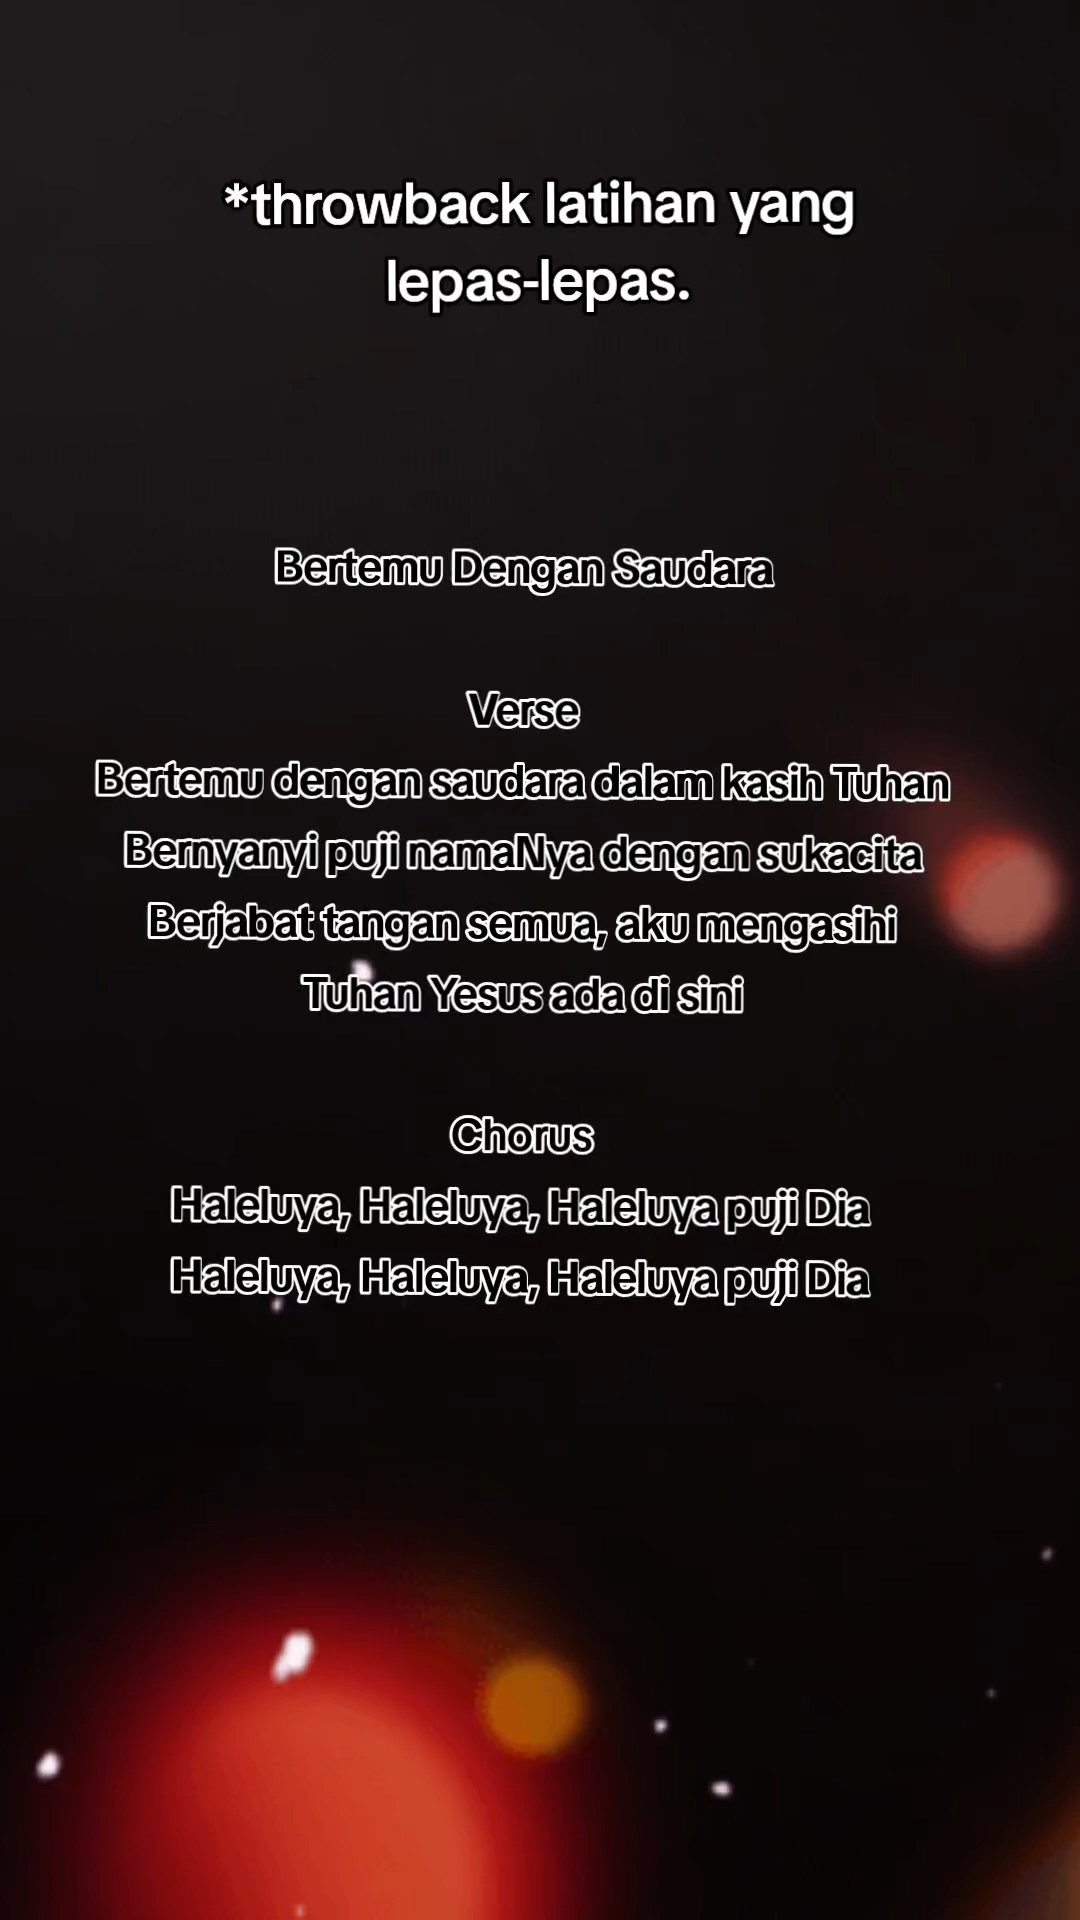 *throwback latihan yang
lepas-lepas.
Bertemu Dengan Saudara
Verse
Bertemu dengan saudara dalam kasih Tuhan
Bernyanyi puji namaNya dengan sukacita
Berjabat tangan semua, aku mengasihi
Tuhan Yesus ada di sini
Chorus
Haleluya, Haleluya, Haleluya puji Dia
Haleluya, Haleluya, Haleluya puji Dia